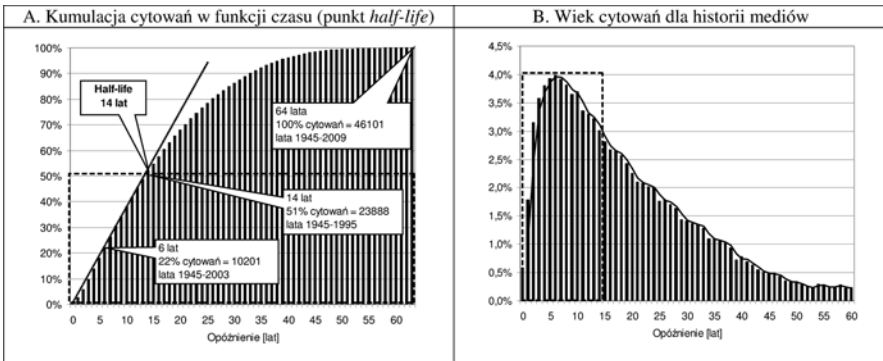 A. Kumulacja cytowań w funkcji czasu (punkt half-life)
100%
90%
80%
70%
60%
50%
40%
30%
20%
10%
0%
Half-life
14 lat
64 lata
100% cytowań = 46101
lata 1945-2009
14 lat
51% cytowań = 23888
lata 1945-1995
6 lat
22% cytowań = 10201
lata 1945-2003
0 5 10 15 20 25 30 35 40 45 50 55 60
Opóźnienie [lat]
B. Wiek cytowań dla historii mediów
4,5%
4,0%
3,5%
3,0%
2,5%
2,0%
1,5%
1,0%
0,5%
0,0%
0 5 10 15 20 25 30 35 40 45 50 55 60
Opóźnienie [lat]